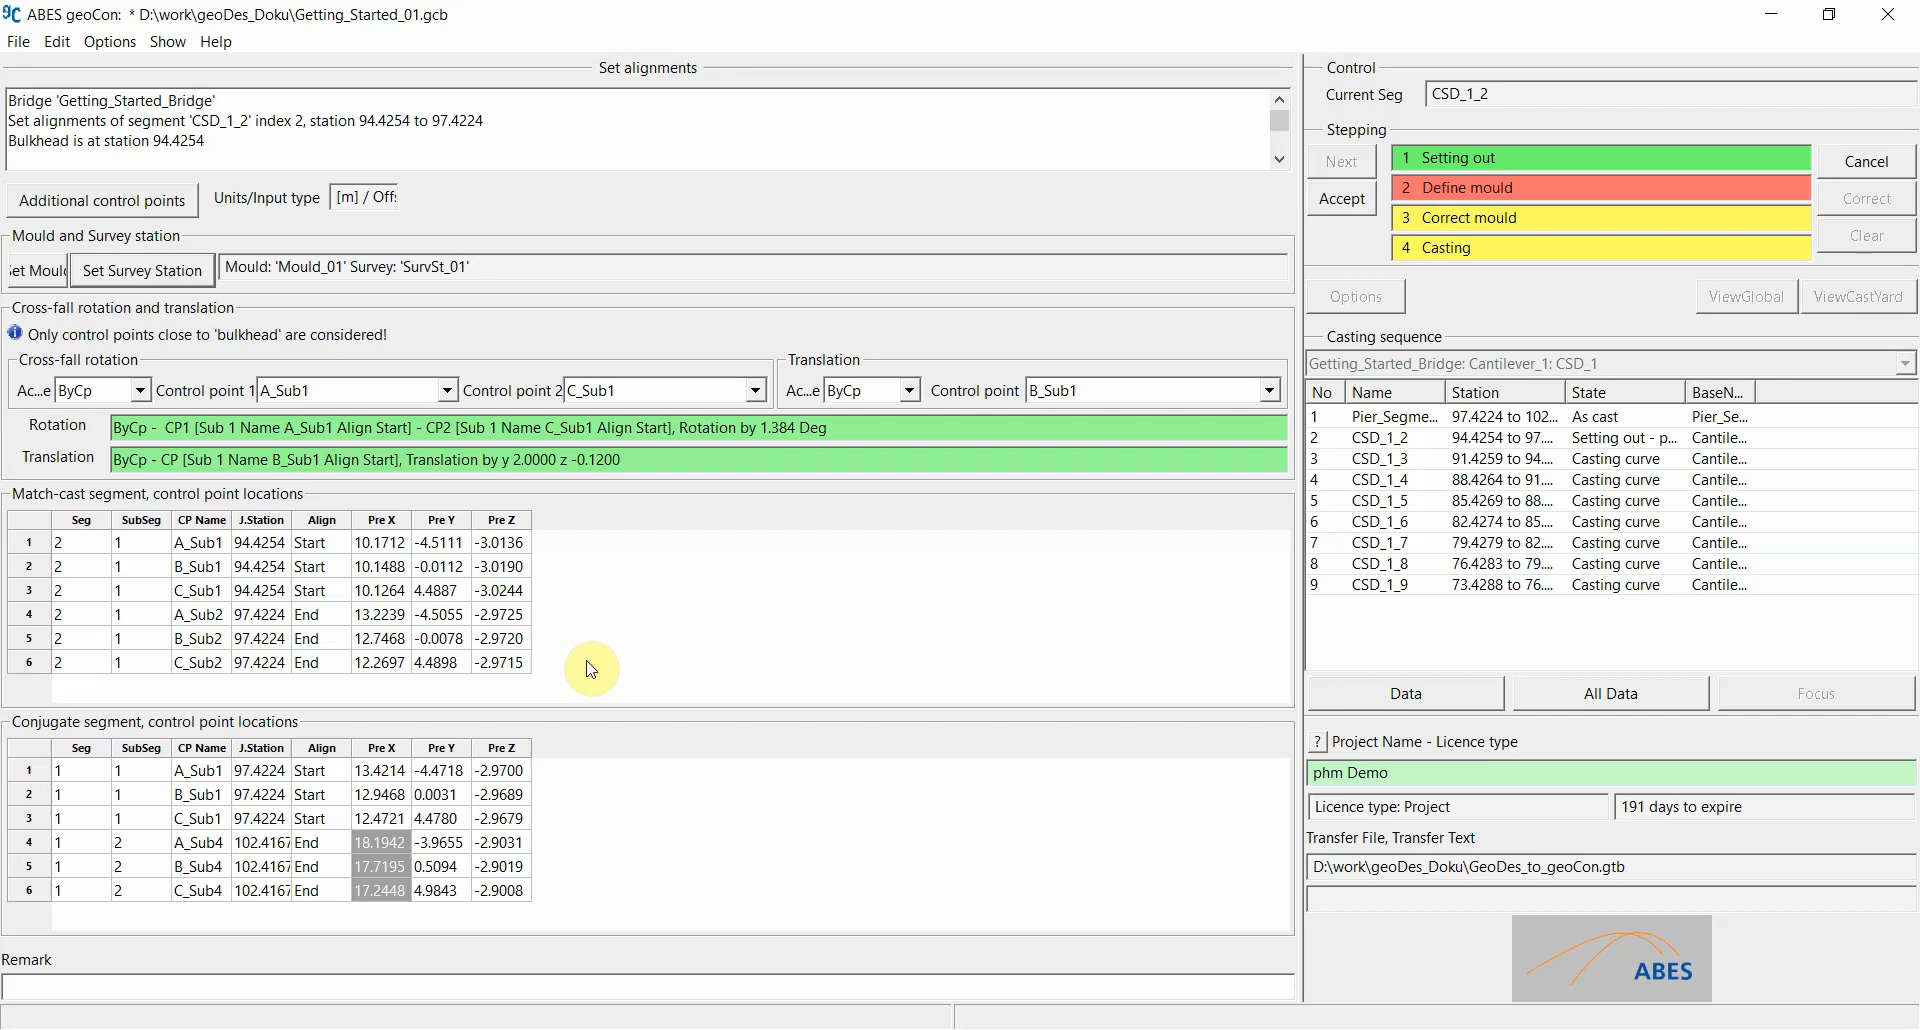 ABES geoCon: * D:\work\geoDes_Doku\Getting_Started_01.gcb
File Edit Options Show Help
Set alignments
Bridge 'Getting_Started_Bridge'
Set alignments of segment 'CSD_1_2' index 2, station 94.4254 to 97.4224
Bulkhead is at station 94.4254
Additional control points Units/Input type [m] / Off
Mould and Survey station
Set Survey Station Mould: 'Mould_01' Survey: 'SurvSt_01'
Cross-fall rotation and translation
Only control points close to 'bulkhead' are considered!
Cross-fall rotation
Ac...e ByCp Control point 1 A_Sub1 Control point 2 C_Sub1
Translation
Ac...e ByCp Control point B_Sub1
Rotation ByCp - CP1 [Sub 1 Name A_Sub1 Align Start] - CP2 [Sub 1 Name C_Sub1 Align Start], Rotation by 1.384 Deg
Translation ByCp - CP [Sub 1 Name B_Sub1 Align Start], Translation by y 2.0000 z -0.1200
Match-cast segment, control point locations
Seg SubSeg CP Name J.Station Align Pre X Pre Y Pre Z
1 2 1 A_Sub1 94.4254 Start 10.1712 -4.5111 -3.0136
2 2 1 B_Sub1 94.4254 Start 10.1488 -0.0112 -3.0190
3 2 1 C_Sub1 94.4254 Start 10.1264 4.4887 -3.0244
4 2 1 A_Sub2 97.4224 End 13.2239 -4.5055 -2.9725
5 2 1 B_Sub2 97.4224 End 12.7468 -0.0078 -2.9720
6 2 1 C_Sub2 97.4224 End 12.2697 4.4898 -2.9715
Conjugate segment, control point locations
Seg SubSeg CP Name J.Station Align Pre X Pre Y Pre Z
1 1 1 A_Sub1 97.4224 Start 13.4214 -4.4718 -2.9700
2 1 1 B_Sub1 97.4224 Start 12.9468 0.0031 -2.9689
3 1 1 C_Sub1 97.4224 Start 12.4721 4.4780 -2.9679
4 1 2 A_Sub4 102.4167 End 18.1942 -3.9655 -2.9031
5 1 2 B_Sub4 102.4167 End 17.7195 0.5094 -2.9019
6 1 2 C_Sub4 102.4167 End 17.2448 4.9843 -2.9008
Remark
Control
Current Seg CSD_1_2
Stepping
Next 1 Setting out Cancel
2 Define mould
Accept Correct
3 Correct mould
Clear
4 Casting
Options ViewGlobal ViewCastYard
Casting sequence
Getting_Started_Bridge: Cantilever_1: CSD_1
No Name Station State BaseN...
1 Pier_Segme... 97.4224 to 102... As cast Pier_Se...
2 CSD_1_2 94.4254 to 97.... Setting out - p... Cantile...
3 CSD_1_3 91.4259 to 94.... Casting curve Cantile...
4 CSD_1_4 88.4264 to 91.... Casting curve Cantile...
5 CSD_1_5 85.4269 to 88.... Casting curve Cantile...
6 CSD_1_6 82.4274 to 85.... Casting curve Cantile...
7 CSD_1_7 79.4279 to 82.... Casting curve Cantile...
8 CSD_1_8 76.4283 to 79.... Casting curve Cantile...
9 CSD_1_9 73.4288 to 76.... Casting curve Cantile...
Data All Data Focus
? Project Name - Licence type
phm Demo
Licence type: Project 191 days to expire
Transfer File, Transfer Text
D:\work\geoDes_Doku\GeoDes_to_geoCon.gtb
ABES